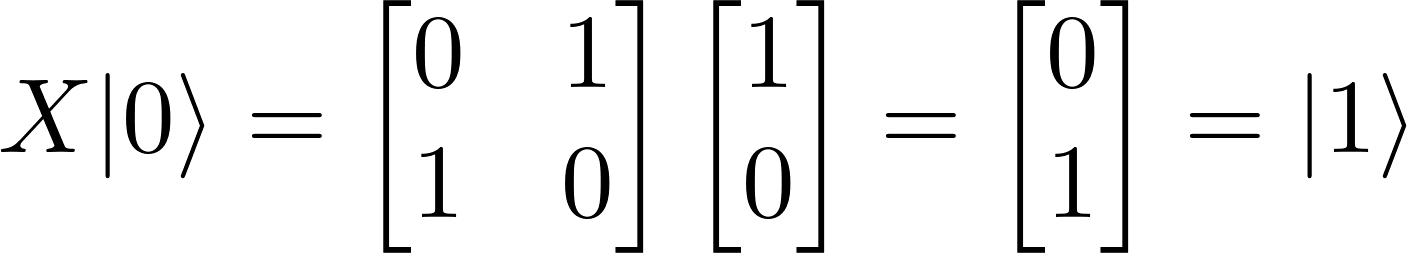 X|0⟩ = [0 1; 1 0] [1; 0] = [0; 1] = |1⟩